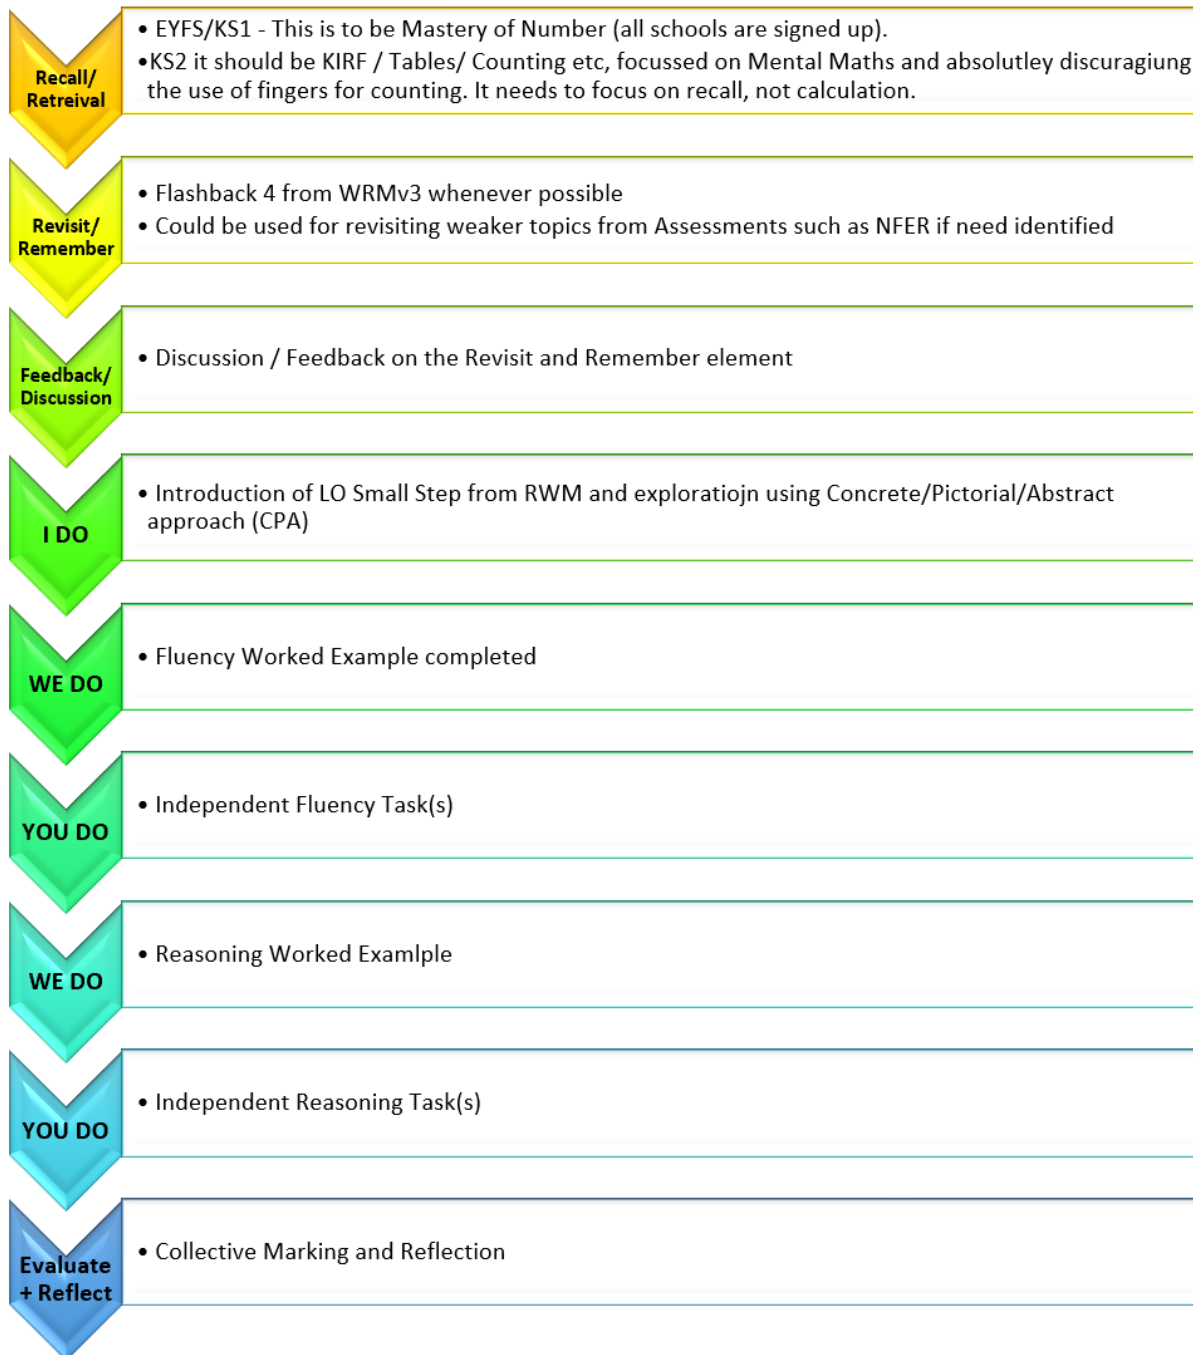 Recall/
Retreival
• EYFS/KS1 - This is to be Mastery of Number (all schools are signed up).
•KS2 it should be KIRF / Tables/ Counting etc, focussed on Mental Maths and absolutley discuragiung
the use of fingers for counting. It needs to focus on recall, not calculation.
Revisit/
Remember
• Flashback 4 from WRMv3 whenever possible
• Could be used for revisiting weaker topics from Assessments such as NFER if need identified
Feedback/
Discussion
• Discussion / Feedback on the Revisit and Remember element
I DO
• Introduction of LO Small Step from RWM and exploratiojn using Concrete/Pictorial/Abstract
approach (CPA)
WE DO
• Fluency Worked Example completed
YOU DO
• Independent Fluency Task(s)
WE DO
• Reasoning Worked Examlple
YOU DO
• Independent Reasoning Task(s)
Evaluate
+ Reflect
• Collective Marking and Reflection